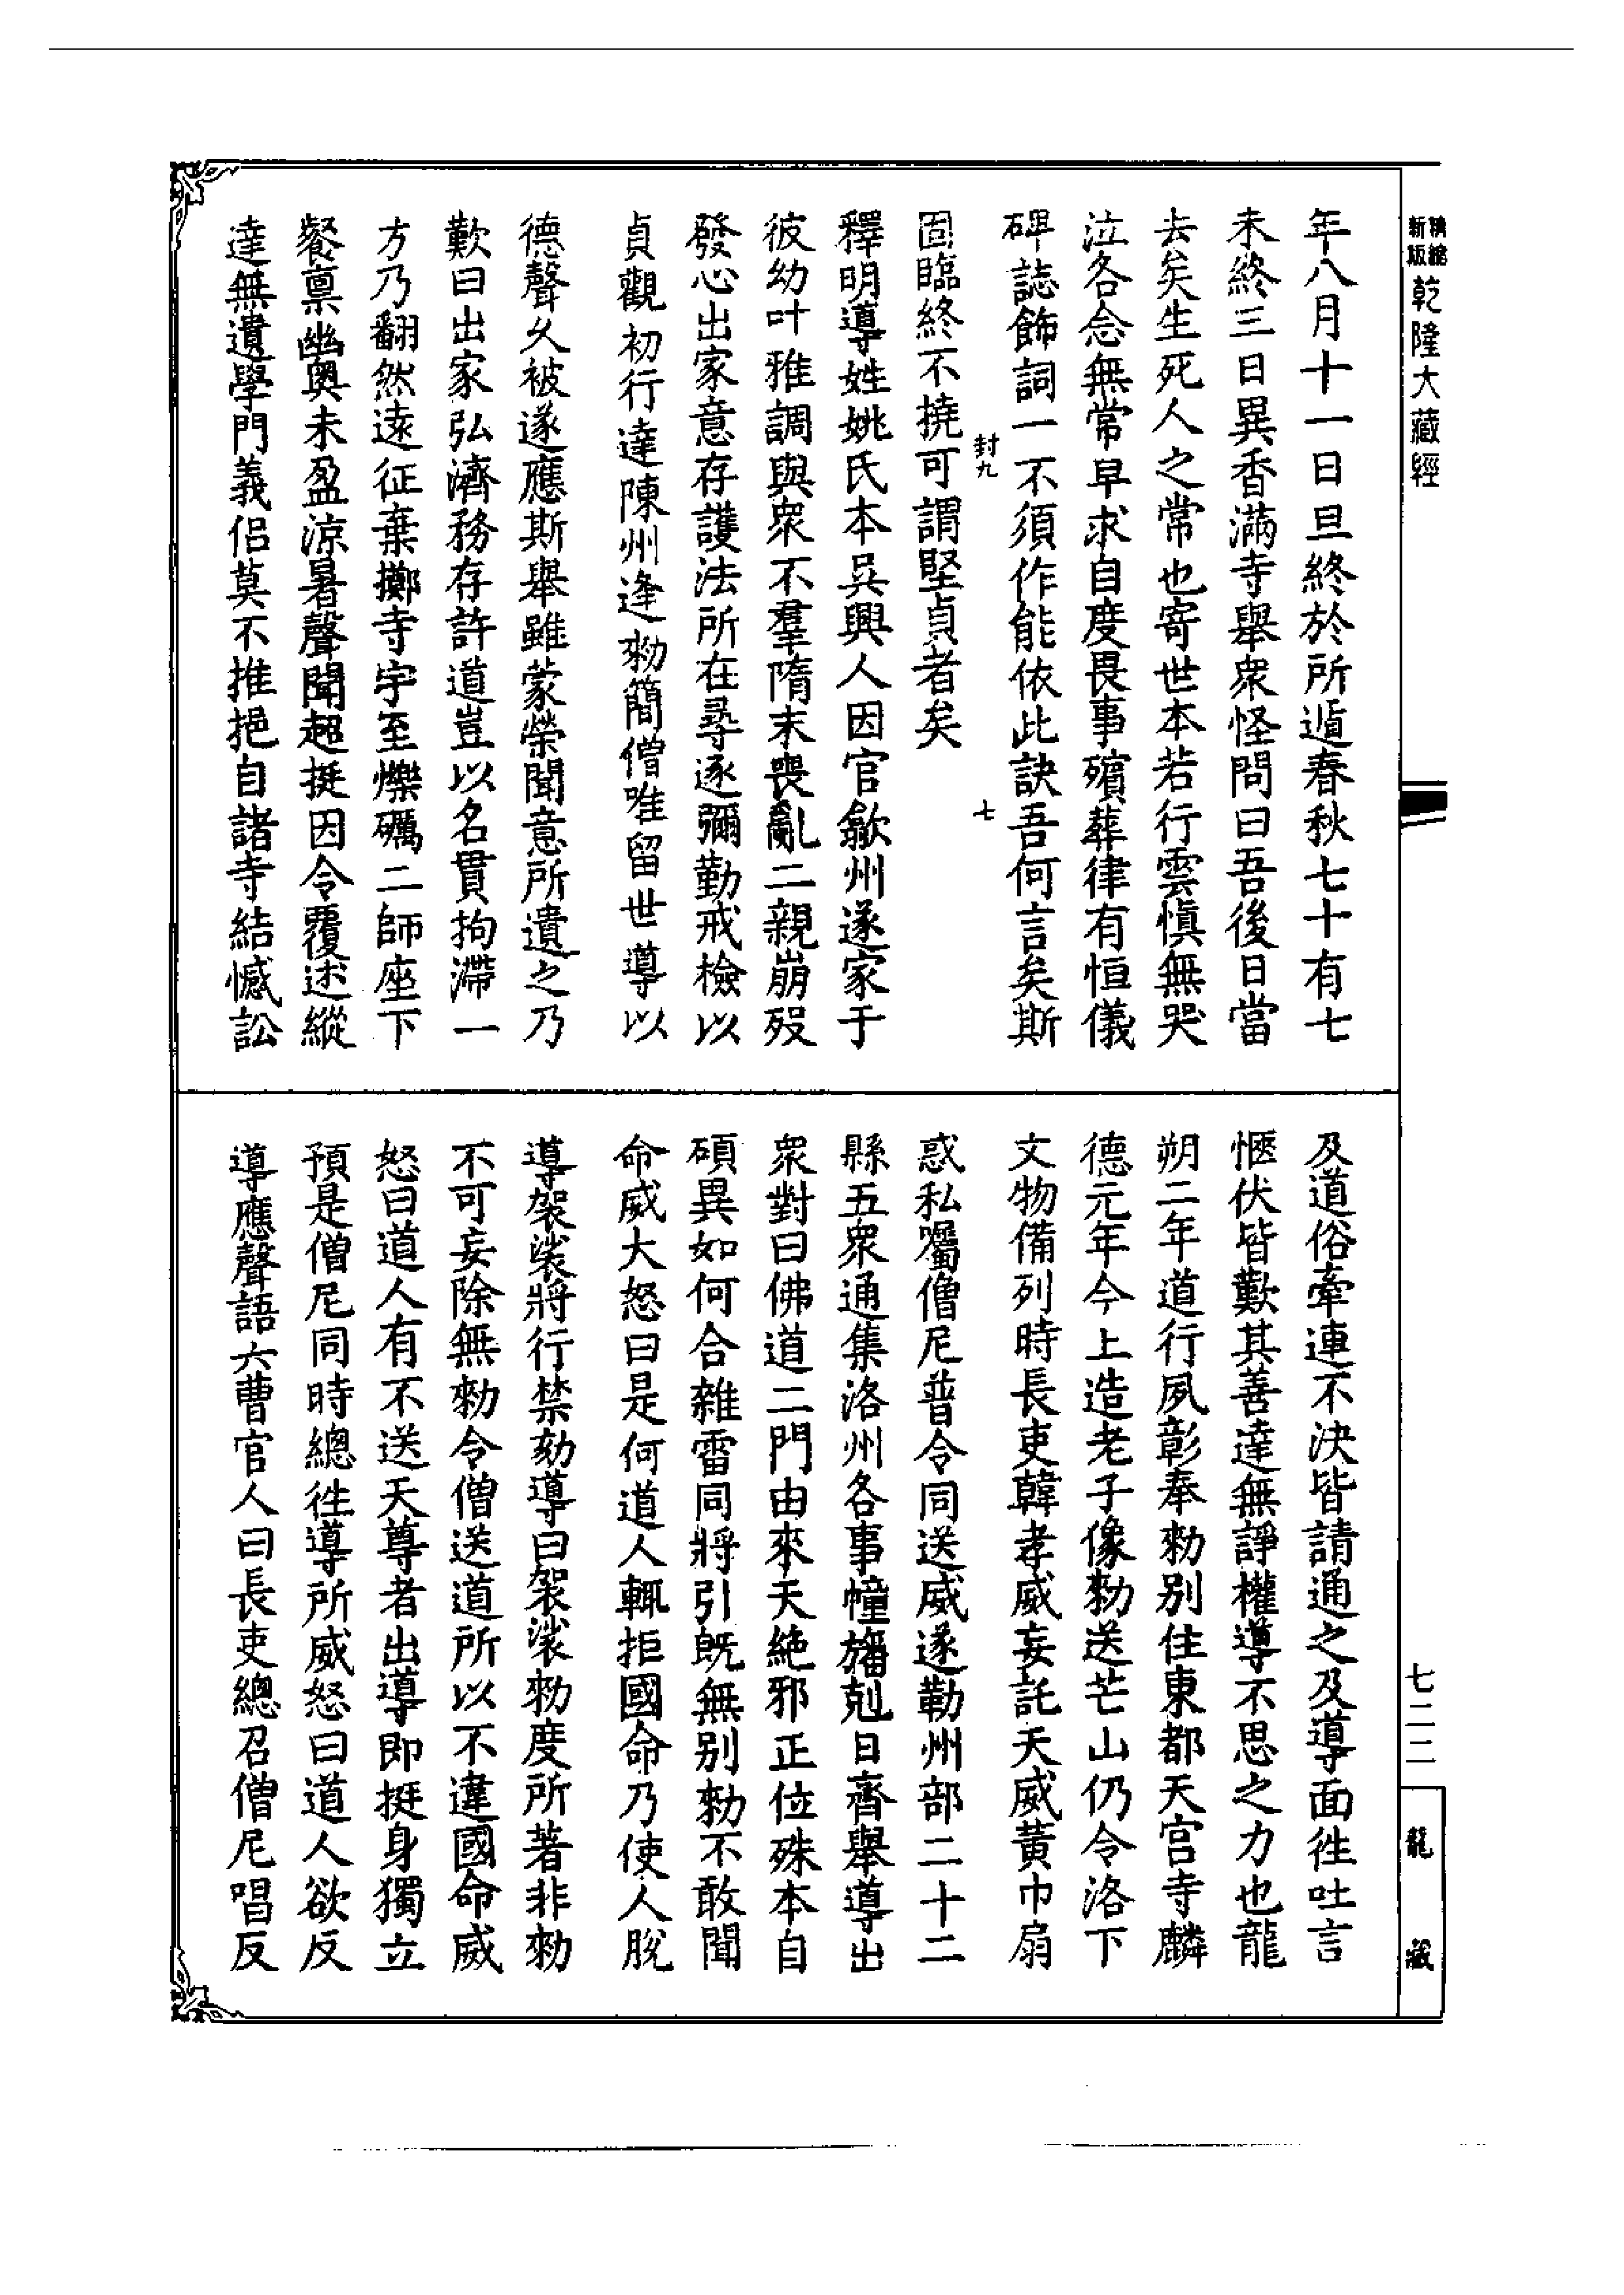 精縮
新版
乾隆大藏經
年八月十一日旦終於所遁春秋七十有七
未終三日異香滿寺舉衆怪問曰吾後日當
去矣生死人之常也寄世本若行雲慎無哭
泣各念無常早求自度畏事殯葬律有恒儀
碑誌飾詞一不須作能依此訣吾何言矣斯
封九
七
固臨終不撓可謂堅貞者矣
釋明導姓姚氏本吳興人因官歙州遂家于
彼幼叶雅調與衆不羣隋末喪亂二親崩歿
發心出家意存護法所在尋逐彌勤戒檢以
貞觀初行達陳州逢勑簡僧唯留世導以
德聲久被遂應斯舉雖蒙榮聞意所遺之乃
歎曰出家弘濟務存許道豈以名貫拘滯一
方乃翻然遠征棄擲寺宇至爍礪二師座下
餐稟幽奧未盈涼暑聲聞超挺因令覆述縱
達無遺學門義侶莫不推挹自諸寺結憾訟
及道俗牽連不決皆請通之及導面徃吐言
愜伏皆歎其善達無諍權導不思之力也龍
朔二年道行夙彰奉勑別住東都天宮寺麟
德元年今上造老子像勑送芒山仍令洛下
文物備列時長吏韓孝威妄託天威黃巾扇
惑私囑僧尼普令同送威遂勒州部二十二
縣五衆通集洛州各事幢旛剋日齊舉導出
衆對曰佛道二門由來天絕邪正位殊本自
碩異如何合雜雷同將引既無別勑不敢聞
命威大怒曰是何道人輒拒國命乃使人脫
導袈裟將行禁劾導曰袈裟勑度所著非勑
不可妄除無勑令僧送道所以不違國命威
怒曰道人有不送天尊者出導即挺身獨立
預是僧尼同時總徃導所威怒曰道人欲反
導應聲語六曹官人曰長吏總召僧尼唱反
七二二
龍藏